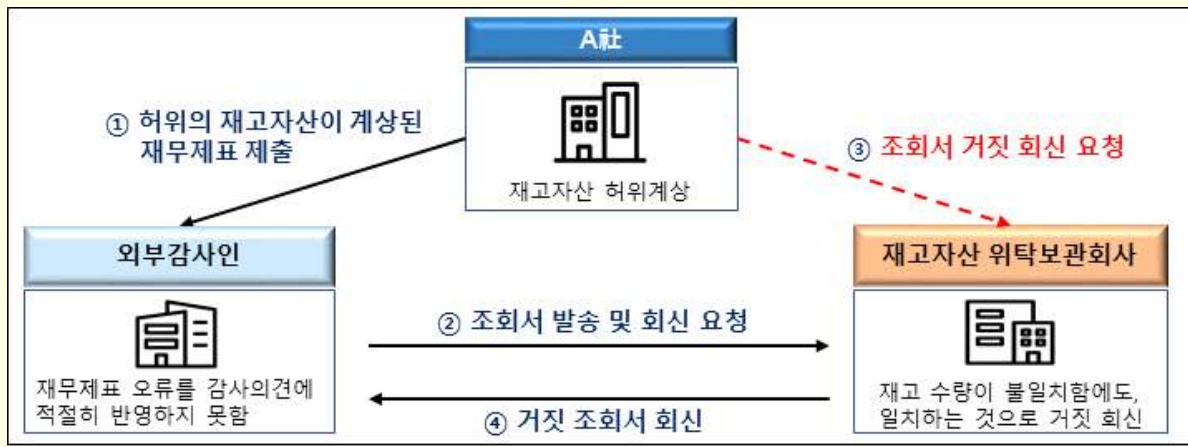 A社
① 허위의 재고자산이 계상된
재무제표 제출
③ 조회서 거짓 회신 요청
재고자산 허위계상
외부감사인
재고자산 위탁보관회사
② 조회서 발송 및 회신 요청
재무제표 오류를 감사의견에
적절히 반영하지 못함
재고 수량이 불일치함에도,
일치하는 것으로 거짓 회신
④ 거짓 조회서 회신